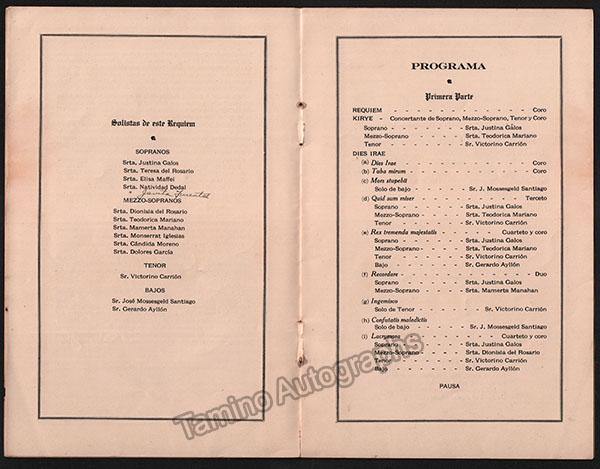 Solistas de este Requiem
SOPRANOS
Srta. Justina Galos
Srta. Teresa del Rosario
Srta. Elisa Maffei
Srta. Natividad Dedal
" Jovita Fuentes
MEZZO-SOPRANOS
Srta. Dionisia del Rosario
Srta. Teodorica Mariano
Srta. Mamerta Manahan
Srta. Monserrat Iglesias
Srta. Cándida Moreno
Srta. Dolores García
TENOR
Sr. Victorino Carrión
BAJOS
Sr. José Mossesgeld Santiago
Sr. Gerardo Ayllón
PROGRAMA
Primera Parte
REQUIEM - - - - - - - - - - - - - Coro
KIRYE - Concertante de Soprano, Mezzo-Soprano, Tenor y Coro
Soprano - - - - - - Srta. Justina Gálos
Mezzo-Soprano - - - - Srta. Teodorica Mariano
Tenor - - - - - - Sr. Victorino Carrión
DIES IRAE
(a) Dies Irae - - - - - - - - - - - Coro
(b) Tuba mirum - - - - - - - - - - Coro
(c) Mors stupebit
Solo de bajo - - - - Sr. J. Mossesgeld Santiago
(d) Quid sum miser - - - - - - - - Terceto
Soprano - - - - - - Srta. Justina Galos
Mezzo-Soprano - - - - Srta. Teodorica Mariano
Tenor - - - - - - Sr. Victorino Carrión
(e) Rex tremenda majestatis - - - - Cuarteto y coro
Soprano - - - - - - Srta. Justina Galos
Mezzo-Soprano - - - - Srta. Teodorica Mariano
Tenor - - - - - - Sr. Victorino Carrión
Bajo - - - - - - Sr. Gerardo Ayllón
(f) Recordare - - - - - - - - - - Duo
Soprano - - - - - - Srta. Justina Galos
Mezzo-Soprano - - - - Srta. Mamerta Manahan
(g) Ingemisco
Solo de Tenor - - - - - Sr. Victorino Carrión
(h) Confutatis maledictis
Solo de bajo - - - - Sr. J. Mossesgeld Santiago
(i) Lacrymosa - - - - - - - Cuarteto y coro
Soprano - - - - - - Srta. Justina Galos
Mezzo-Soprano - - - - Srta. Dionisia del Rosario
Tenor - - - - - - Sr. Victorino Carrión
Bajo - - - - - - Sr. Gerardo Ayllón
PAUSA
Tamino Autographs